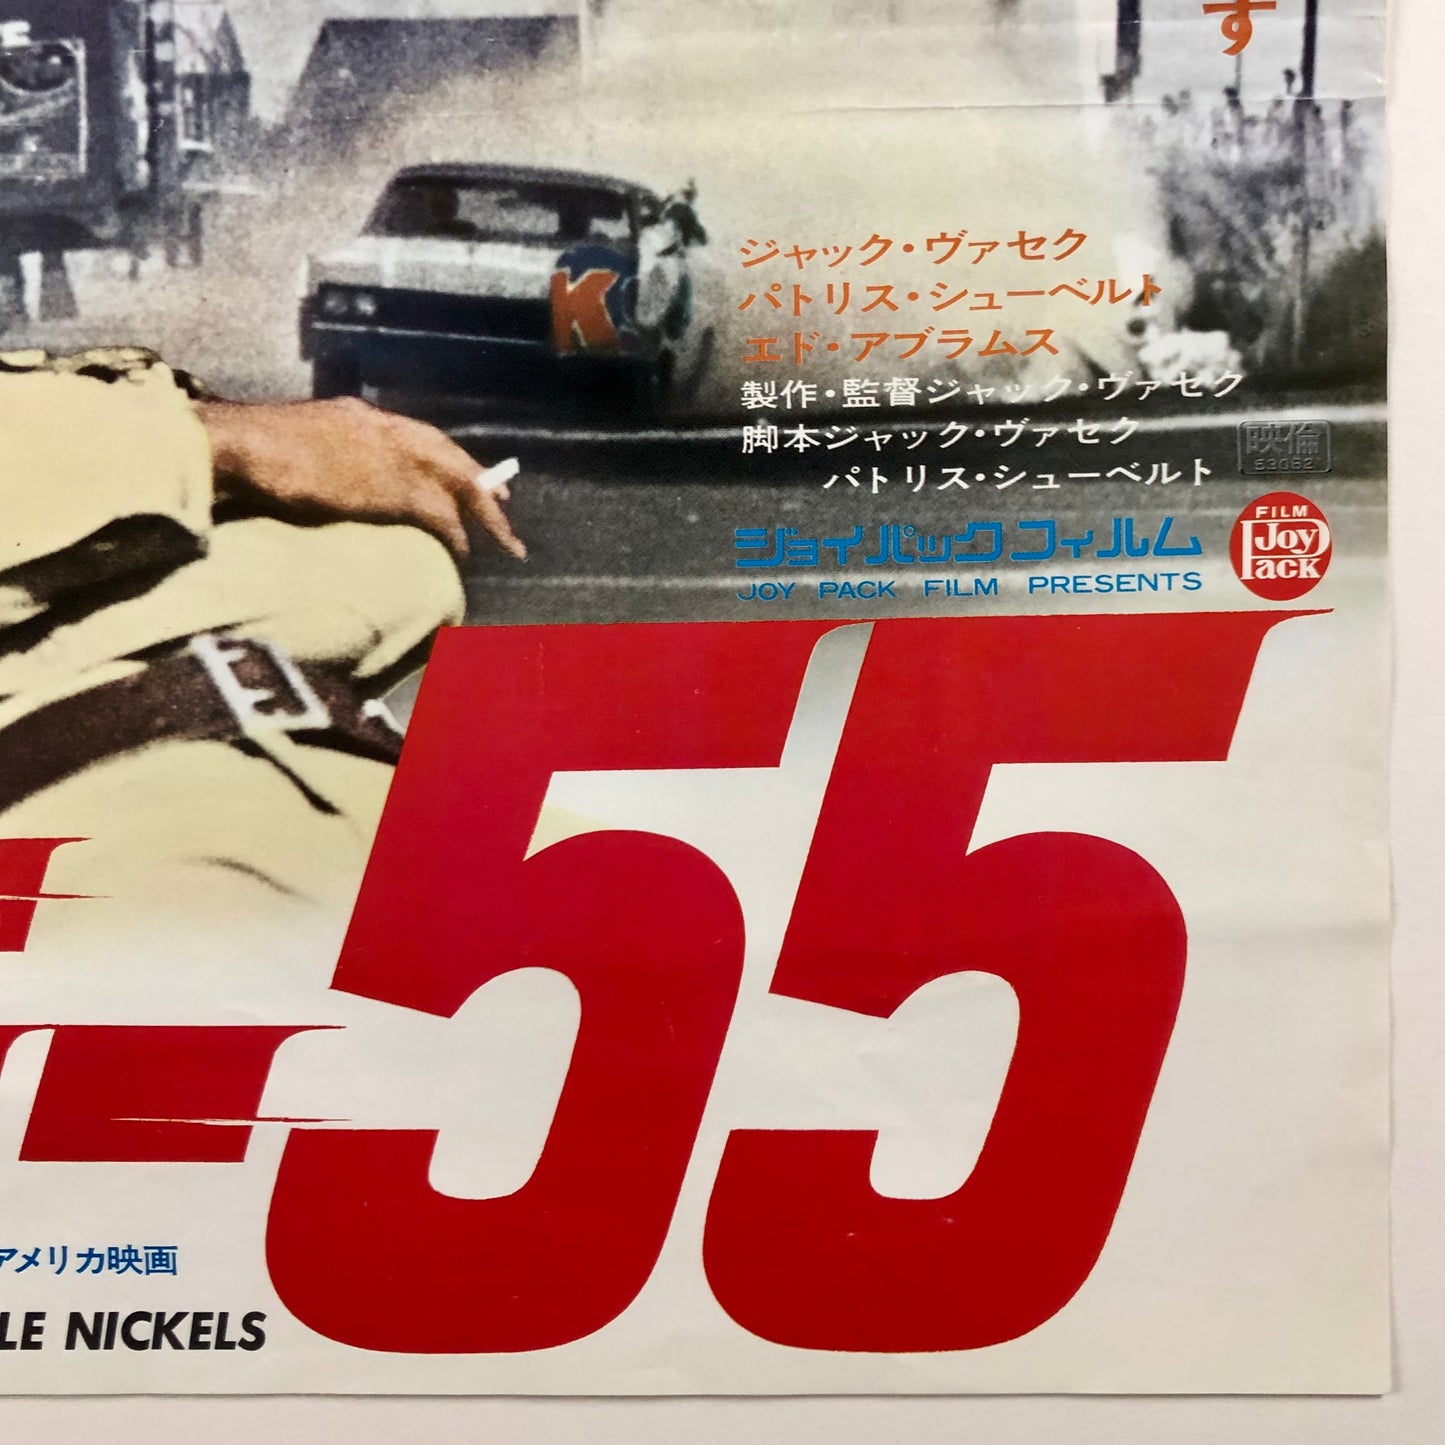 す
K
ジャック・ヴァセク
パトリス・シューベルト
エド・アブラムス
製作・監督ジャック・ヴァセク
脚本ジャック・ヴァセク
パトリス・シューベルト
映倫
53062
ジョイパックフィルム
JOY PACK FILM PRESENTS
FILM
Joy
Pack
55
アメリカ映画
LE NICKELS